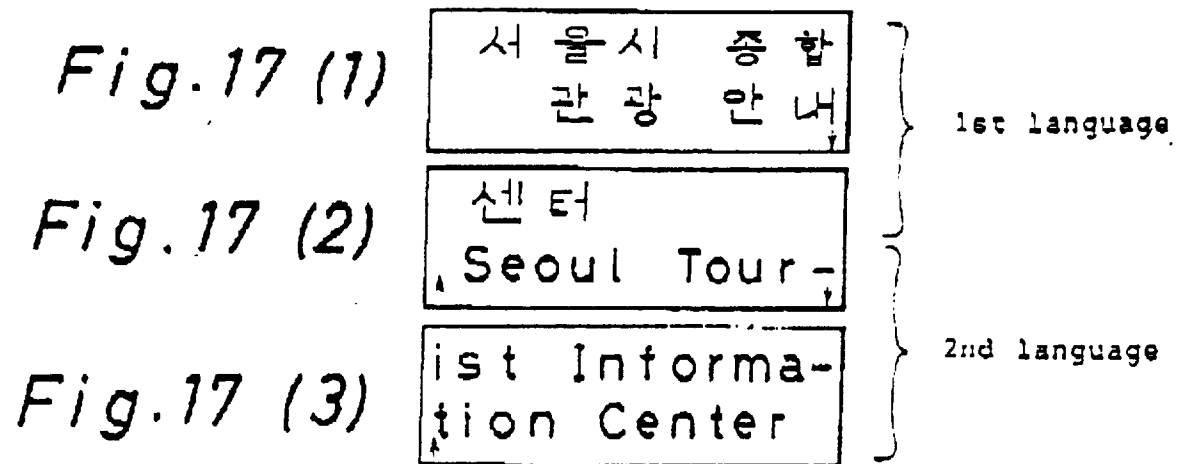 Fig. 17 (1)
서울시 종합
관광 안내
1st language
Fig. 17 (2)
센터
Seoul Tour-
Fig. 17 (3)
ist Informa-
tion Center
2nd language